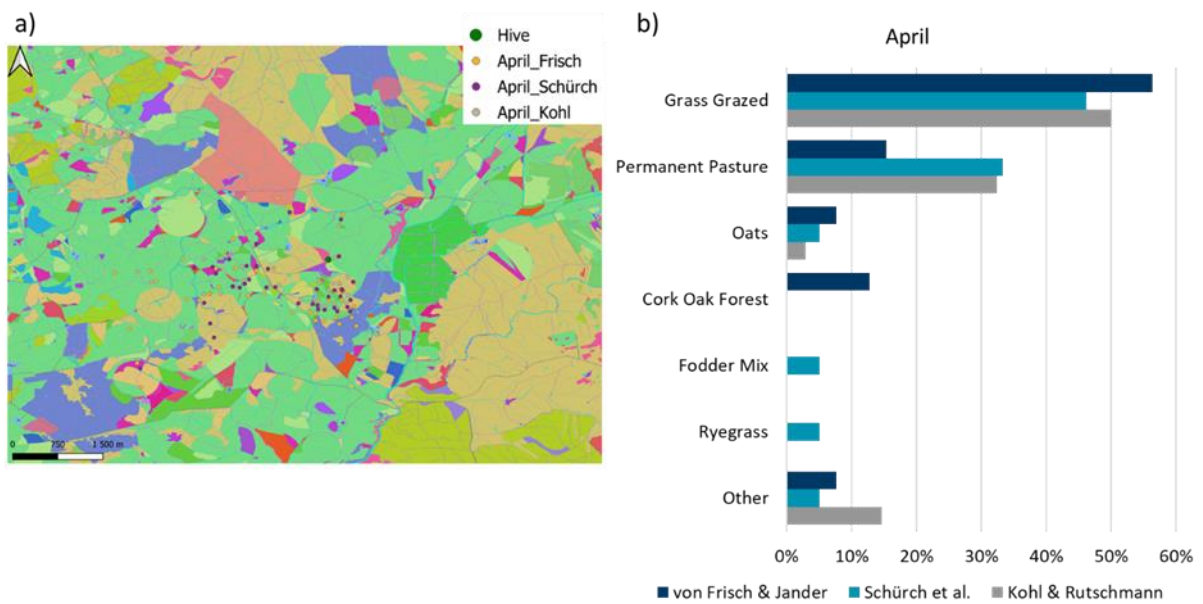 a)
Hive
April_Frisch
April_Schürch
April_Kohl
0 750 1 500 m
b)
April
Grass Grazed
Permanent Pasture
Oats
Cork Oak Forest
Fodder Mix
Ryegrass
Other
0% 10% 20% 30% 40% 50% 60%
von Frisch & Jander Schürch et al. Kohl & Rutschmann